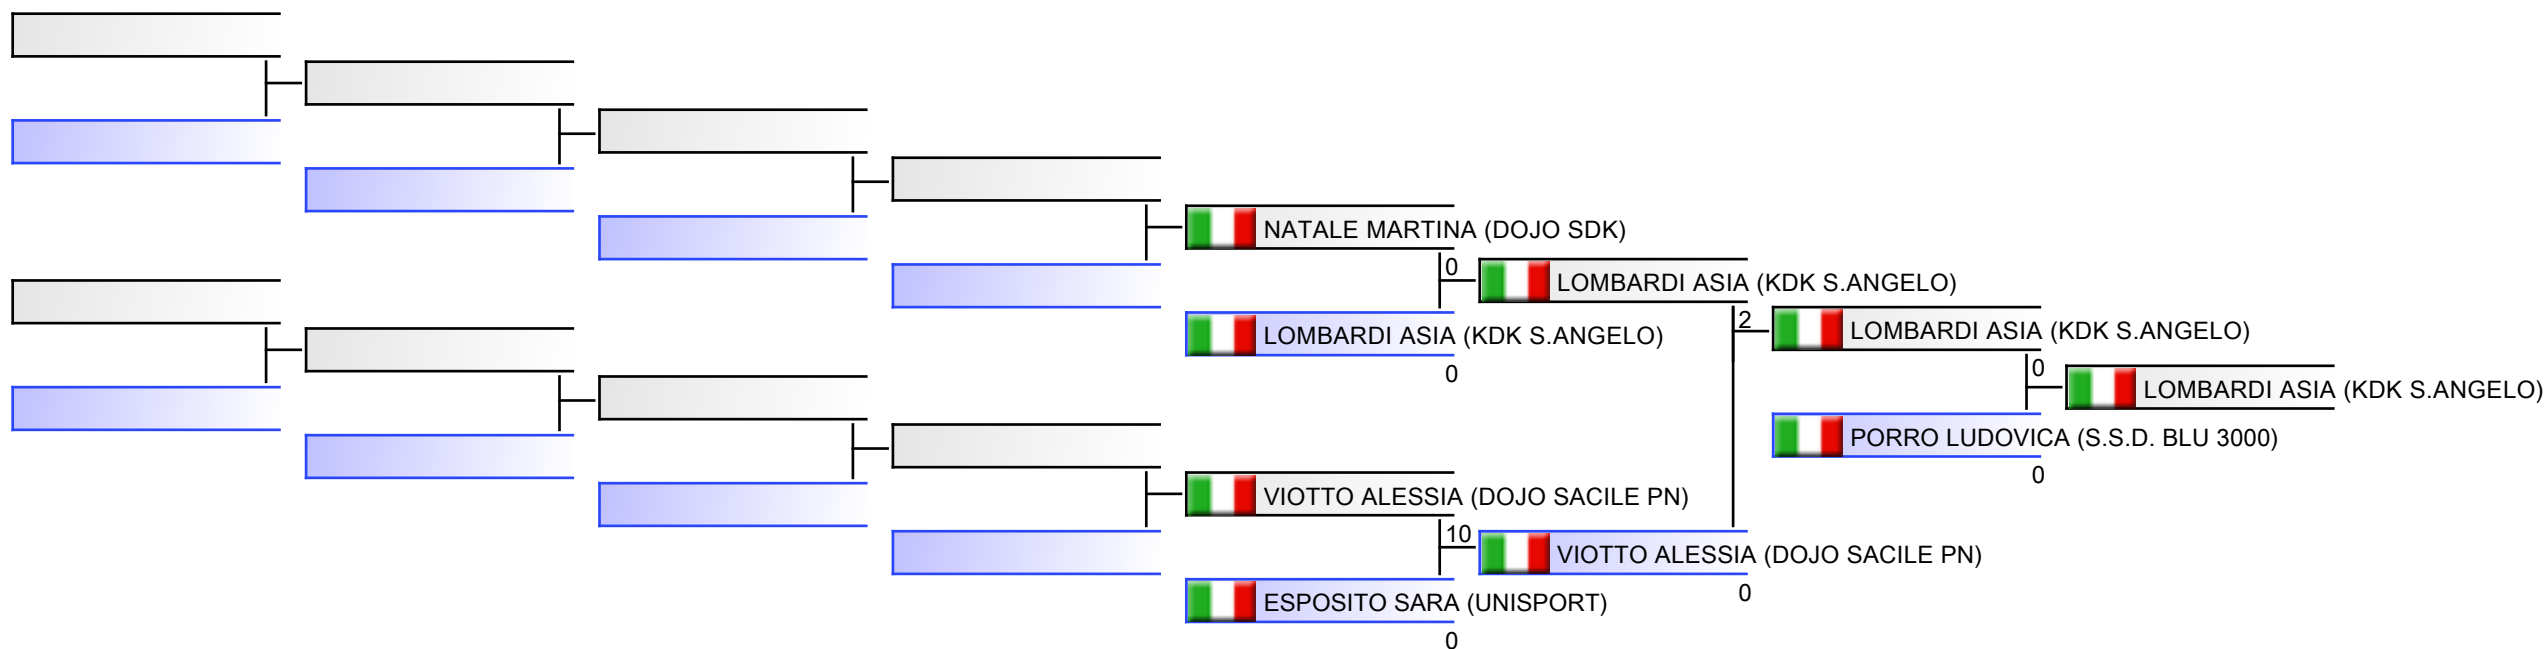 NATALE MARTINA (DOJO SDK)
0
LOMBARDI ASIA (KDK S.ANGELO)
LOMBARDI ASIA (KDK S.ANGELO)
0
2
LOMBARDI ASIA (KDK S.ANGELO)
0
LOMBARDI ASIA (KDK S.ANGELO)
PORRO LUDOVICA (S.S.D. BLU 3000)
0
VIOTTO ALESSIA (DOJO SACILE PN)
10
VIOTTO ALESSIA (DOJO SACILE PN)
0
ESPOSITO SARA (UNISPORT)
0